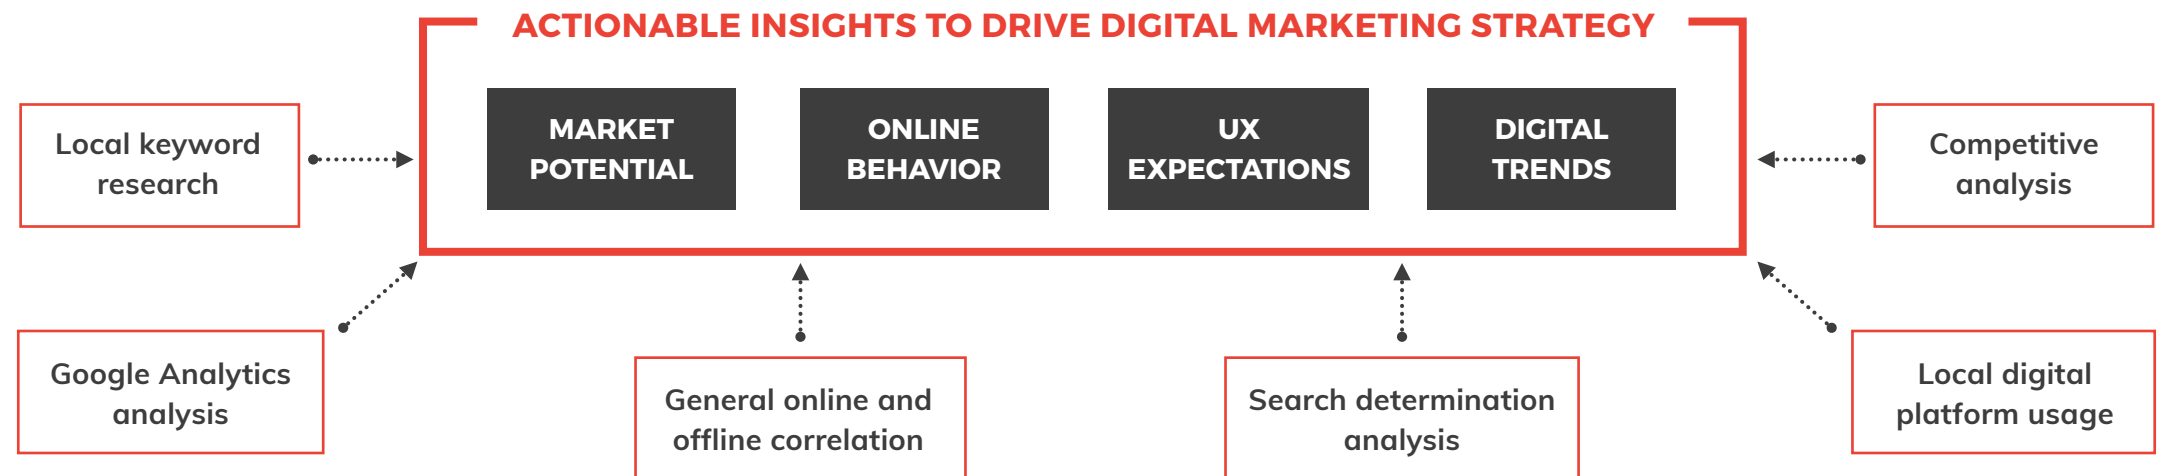 ACTIONABLE INSIGHTS TO DRIVE DIGITAL MARKETING STRATEGY
MARKET
POTENTIAL
ONLINE
BEHAVIOR
UX
EXPECTATIONS
DIGITAL
TRENDS
Local keyword
research
Competitive
analysis
Google Analytics
analysis
General online and
offline correlation
Search determination
analysis
Local digital
platform usage